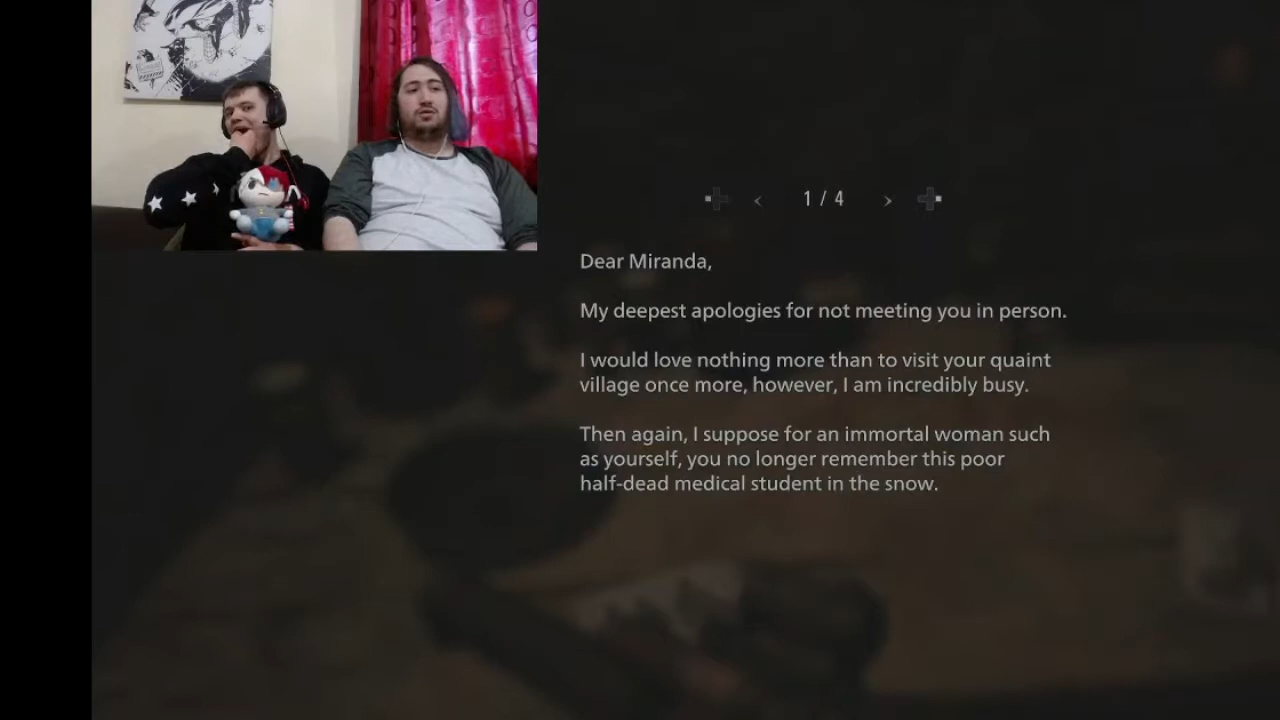 1 / 4
Dear Miranda,
My deepest apologies for not meeting you in person.
I would love nothing more than to visit your quaint
village once more, however, I am incredibly busy.
Then again, I suppose for an immortal woman such
as yourself, you no longer remember this poor
half-dead medical student in the snow.